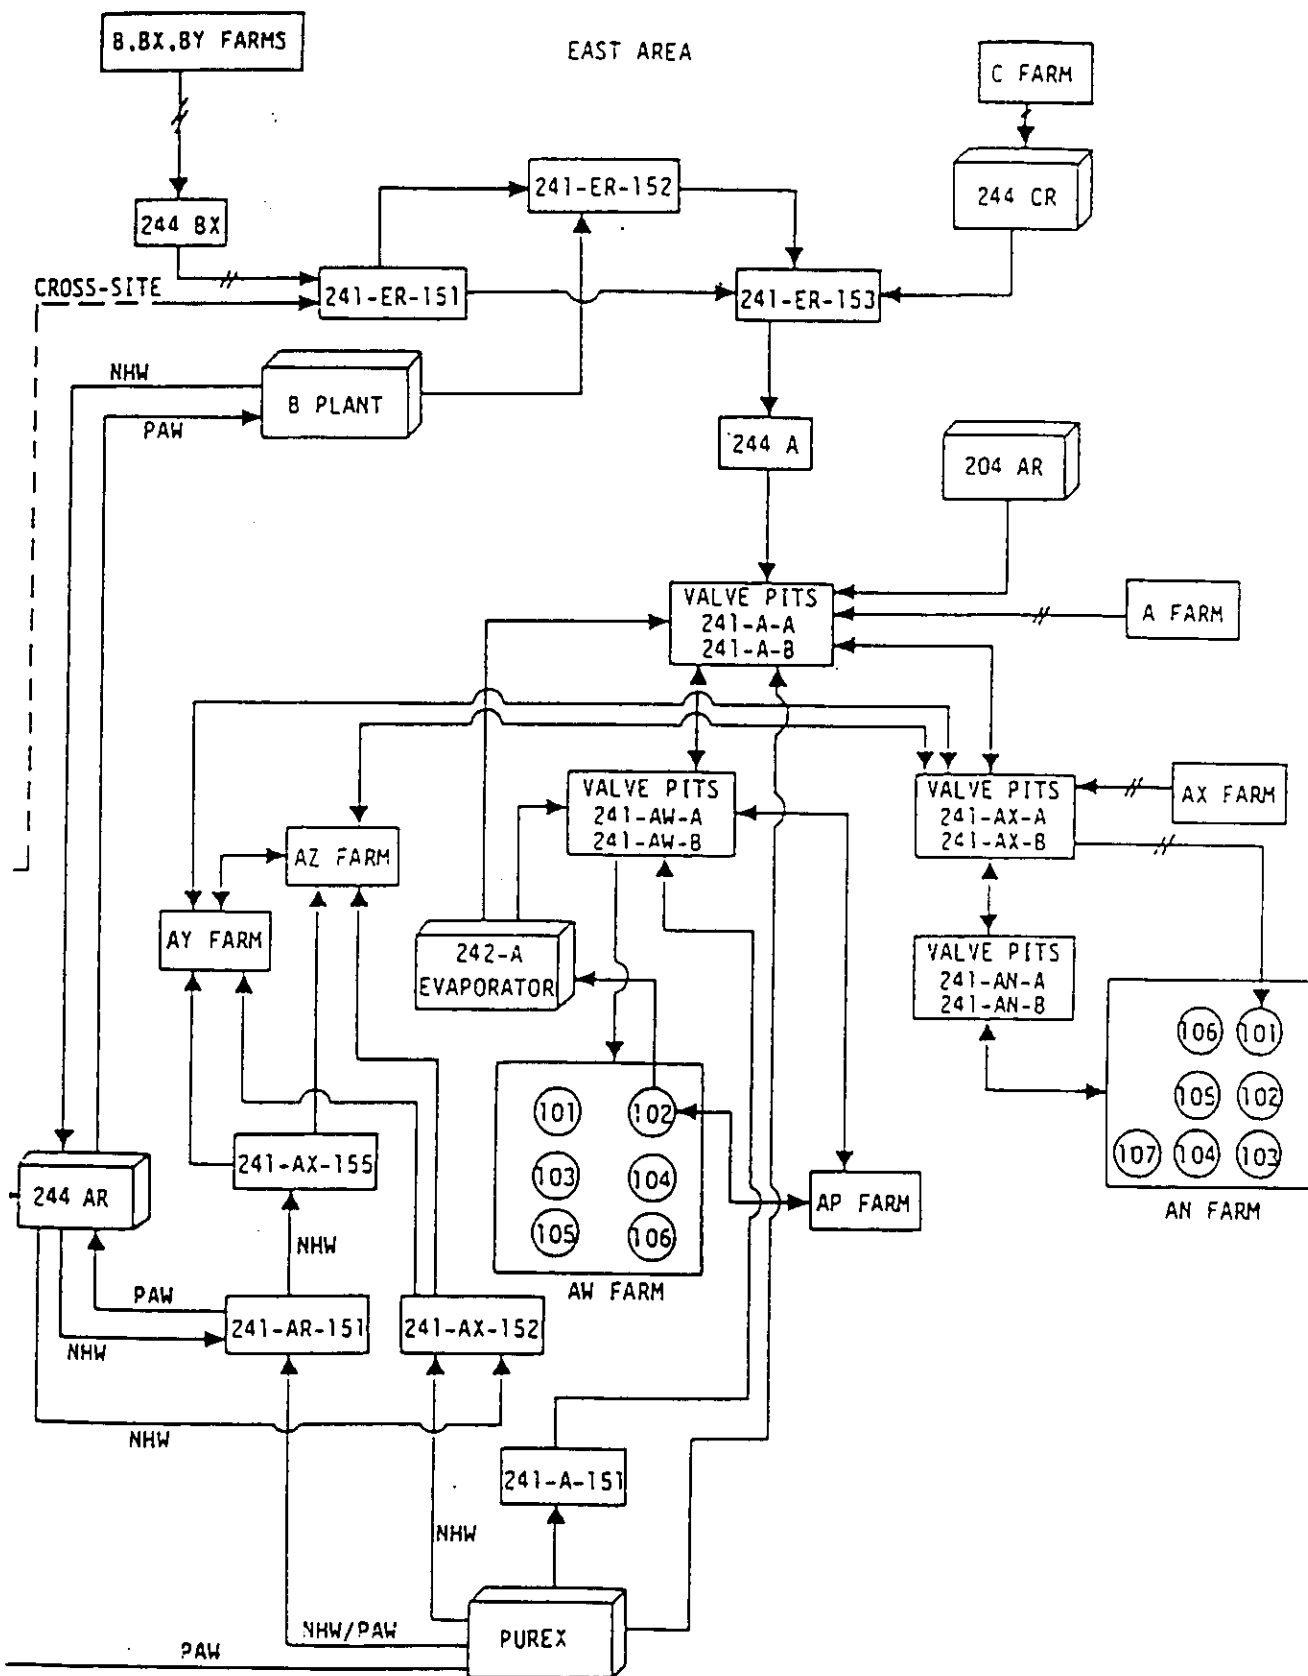 B,BX,BY FARMS
EAST AREA
C FARM
241-ER-152
244 CR
244 BX
CROSS-SITE
241-ER-151
241-ER-153
NHW
B PLANT
PAW
244 A
204 AR
VALVE PITS
241-A-A
241-A-B
A FARM
VALVE PITS
241-AW-A
241-AW-B
VALVE PITS
241-AX-A
241-AX-B
AX FARM
AZ FARM
AY FARM
242-A
EVAPORATOR
VALVE PITS
241-AN-A
241-AN-B
106
101
105
102
107
104
103
AN FARM
101
102
103
104
105
106
AW FARM
AP FARM
241-AX-155
244 AR
NHW
PAW
241-AR-151
241-AX-152
NHW
NHW
241-A-151
NHW
NHW/PAW
PUREX
PAW